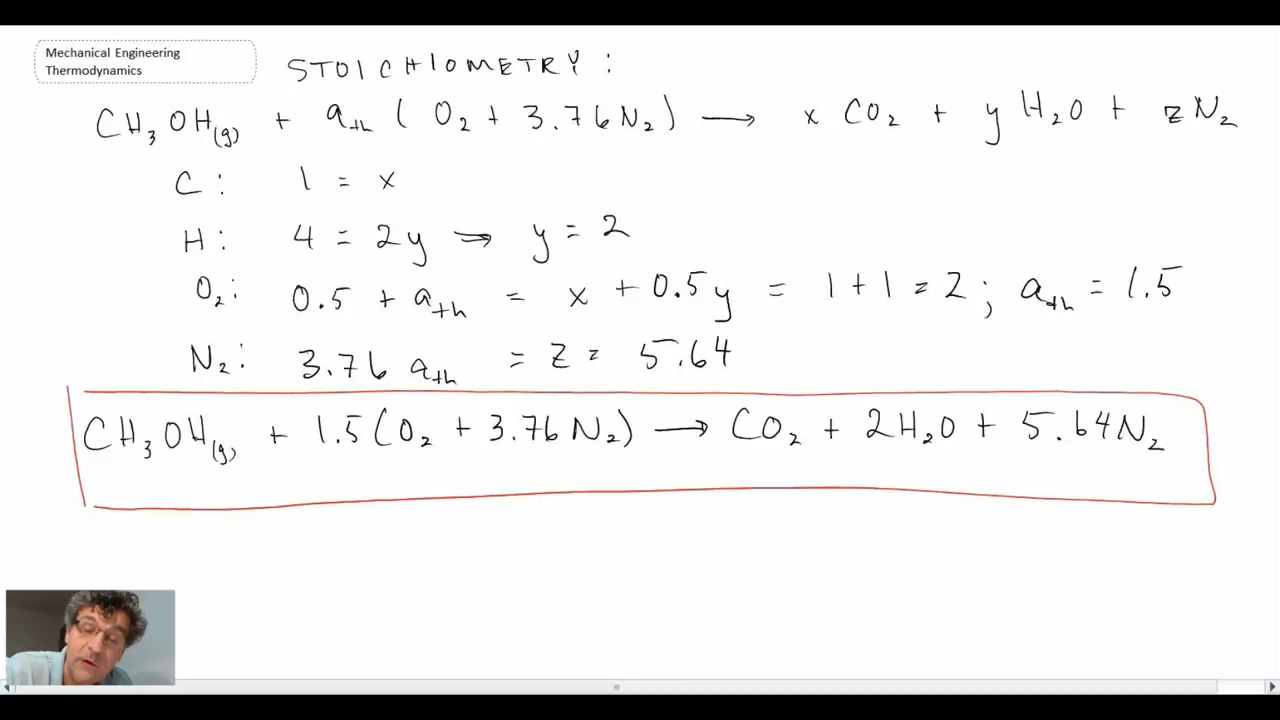 Mechanical Engineering
Thermodynamics
STOICHIOMETRY:
CH₃OH(g) + aₜₕ (O₂ + 3.76N₂) → x CO₂ + y H₂O + zN₂
C: 1 = x
H: 4 = 2y → y = 2
O₂: 0.5 + aₜₕ = x + 0.5y = 1 + 1 = 2; aₜₕ = 1.5
N₂: 3.76 aₜₕ = z = 5.64
CH₃OH(g) + 1.5(O₂ + 3.76N₂) → CO₂ + 2H₂O + 5.64N₂